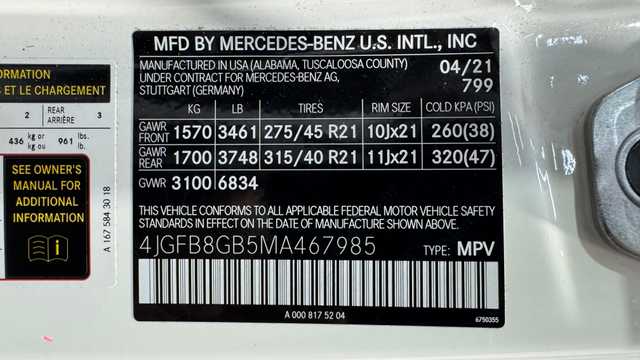 ORMATION
S ET LE CHARGEMENT
2 REAR ARRIÈRE 3
436 kg or kg ou 961 lbs. lb.
SEE OWNER'S
MANUAL FOR
ADDITIONAL
INFORMATION
A 167 584 30 18
MFD BY MERCEDES-BENZ U.S. INTL., INC
MANUFACTURED IN USA (ALABAMA, TUSCALOOSA COUNTY)
UNDER CONTRACT FOR MERCEDES-BENZ AG,
STUTTGART (GERMANY)
04/21
799
KG LB TIRES RIM SIZE COLD KPA (PSI)
GAWR FRONT 1570 3461 275/45 R21 10Jx21 260(38)
GAWR REAR 1700 3748 315/40 R21 11Jx21 320(47)
GVWR 3100 6834
THIS VEHICLE CONFORMS TO ALL APPLICABLE FEDERAL MOTOR VEHICLE SAFETY
STANDARDS IN EFFECT ON THE DATE OF MANUFACTURE SHOWN ABOVE.
4JGFB8GB5MA467985 TYPE: MPV
A 000 817 52 04
6750355